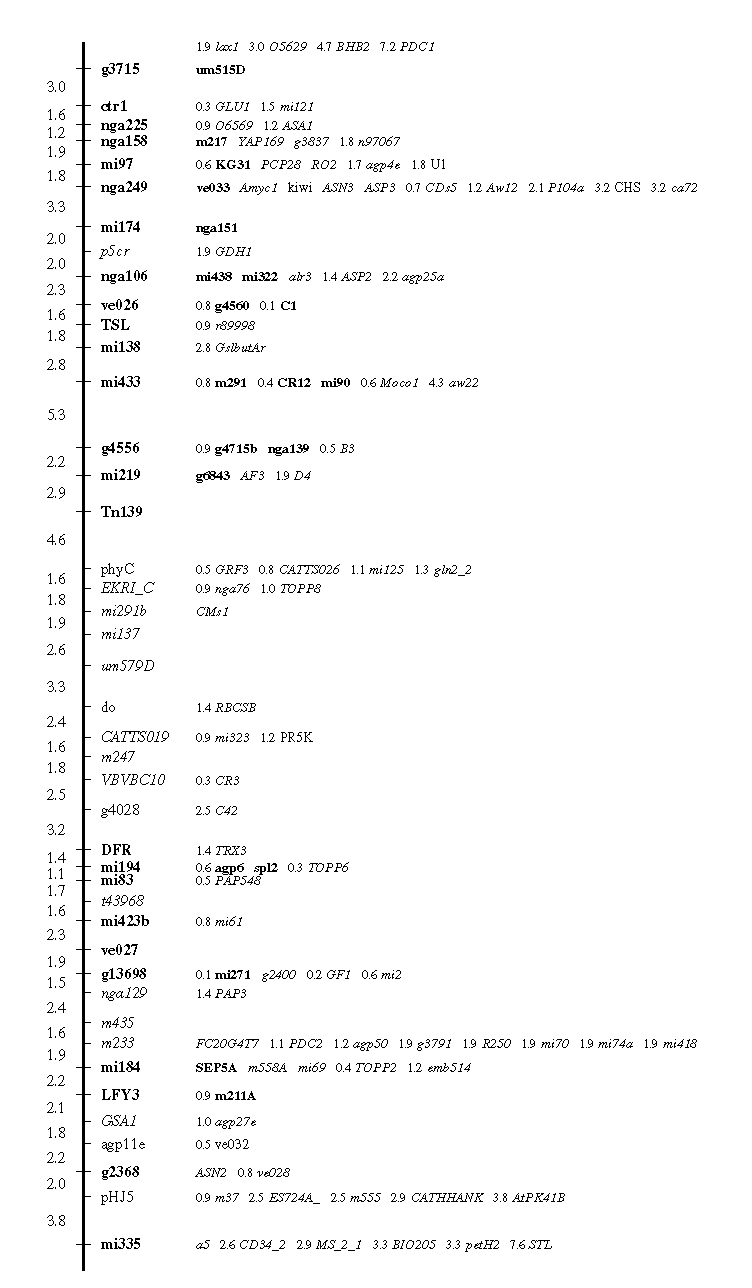 1.9 lax1 3.0 O5629 4.7 BHB2 7.2 PDC1
g3715 um515D
3.0
ctr1 0.3 GLU1 1.5 mi121
1.6
nga225 0.9 O6569 1.2 ASA1
1.2
nga158 m217 YAP169 g3837 1.8 n97067
1.9
mi97 0.6 KG31 PCP28 RO2 1.7 agp4e 1.8 U1
1.8
nga249 ve033 Amyc1 kiwi ASN3 ASP3 0.7 CDs5 1.2 Aw12 2.1 P104a 3.2 CHS 3.2 ca72
3.3
mi174 nga151
2.0
p5cr 1.9 GDH1
2.0
nga106 mi438 mi322 alr3 1.4 ASP2 2.2 agp25a
2.3
ve026 0.8 g4560 0.1 C1
1.6
TSL 0.9 r89998
1.8
mi138 2.8 GslbutAr
2.8
mi433 0.8 m291 0.4 CR12 mi90 0.6 Moco1 4.3 aw22
5.3
g4556 0.9 g4715b nga139 0.5 B3
2.2
mi219 g6843 AF3 1.9 D4
2.9
Tn139
4.6
phyC 0.5 GRF3 0.8 CATTS026 1.1 mi125 1.3 gln2_2
1.6
EKRI_C 0.9 nga76 1.0 TOPP8
1.8
mi291b CMs1
1.9
mi137
2.6
um579D
3.3
do 1.4 RBCSB
2.4
CATTS019 0.9 mi323 1.2 PR5K
1.6
m247
1.8
VBVBC10 0.3 CR3
2.5
g4028 2.5 C42
3.2
DFR 1.4 TRX3
1.4
mi194 0.6 agp6 spl2 0.3 TOPP6
1.1
mi83 0.5 PAP548
1.7
t43968
1.6
mi423b 0.8 mi61
2.3
ve027
1.9
g13698 0.1 mi271 g2400 0.2 GF1 0.6 mi2
1.5
nga129 1.4 PAP3
2.4
m435
1.6
m233 FC20G4T7 1.1 PDC2 1.2 agp50 1.9 g3791 1.9 R250 1.9 mi70 1.9 mi74a 1.9 mi418
1.9
mi184 SEP5A m558A mi69 0.4 TOPP2 1.2 emb514
2.2
LFY3 0.9 m211A
2.1
GSA1 1.0 agp27e
1.8
agp11e 0.5 ve032
2.2
g2368 ASN2 0.8 ve028
2.0
pHJ5 0.9 m37 2.5 ES724A_ 2.5 m555 2.9 CATHHANK 3.8 AtPK41B
3.8
mi335 a5 2.6 CD34_2 2.9 MS_2_1 3.3 BIO205 3.3 petH2 7.6 STL